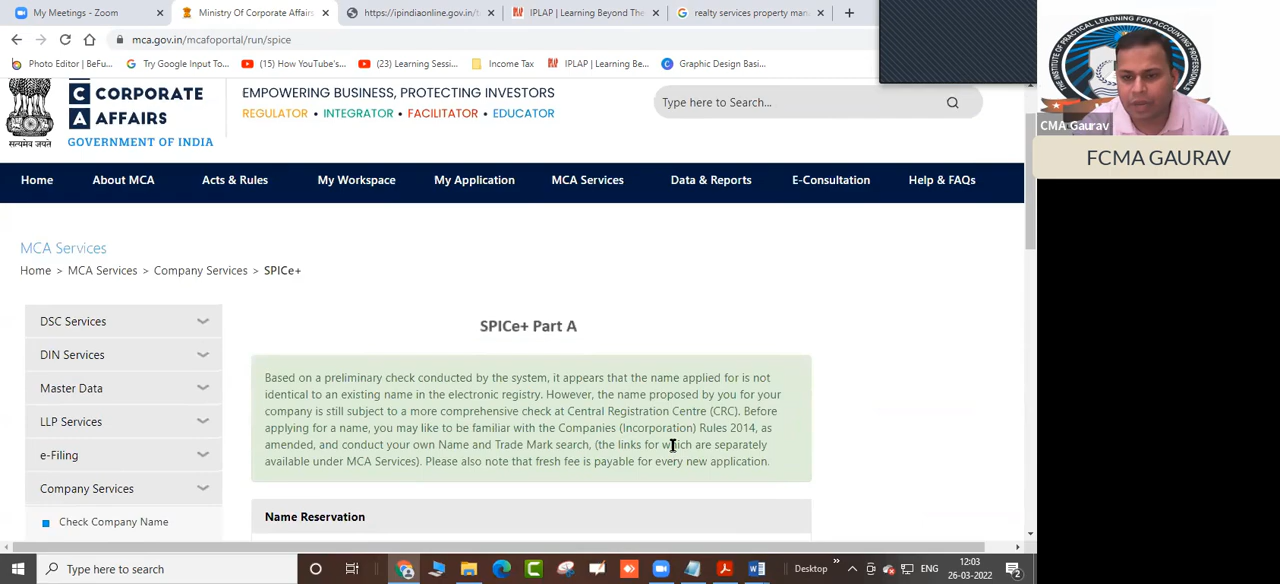 My Meetings - Zoom
Ministry Of Corporate Affair
https://ipindiaonline.gov.in/
IPLAP | Learning Beyond The
realty services property man
mca.gov.in/mcafoportal/run/spice
Photo Editor | BeFu...
Try Google Input To...
(15) How YouTube's...
(23) Learning Sessi...
Income Tax
IPLAP | Learning Be...
Graphic Design Basi...
CORPORATE
AFFAIRS
GOVERNMENT OF INDIA
सत्यमेव जयते
EMPOWERING BUSINESS, PROTECTING INVESTORS
REGULATOR • INTEGRATOR • FACILITATOR • EDUCATOR
Type here to Search...
CMA Gaurav
FCMA GAURAV
Home
About MCA
Acts & Rules
My Workspace
My Application
MCA Services
Data & Reports
E-Consultation
Help & FAQs
MCA Services
Home > MCA Services > Company Services > SPICe+
DSC Services
DIN Services
Master Data
LLP Services
e-Filing
Company Services
Check Company Name
SPICe+ Part A
Based on a preliminary check conducted by the system, it appears that the name applied for is not
identical to an existing name in the electronic registry. However, the name proposed by you for your
company is still subject to a more comprehensive check at Central Registration Centre (CRC). Before
applying for a name, you may like to be familiar with the Companies (Incorporation) Rules 2014, as
amended, and conduct your own Name and Trade Mark search, (the links for which are separately
available under MCA Services). Please also note that fresh fee is payable for every new application.
Name Reservation
Type here to search
Desktop
ENG
12:03
26-03-2022
2